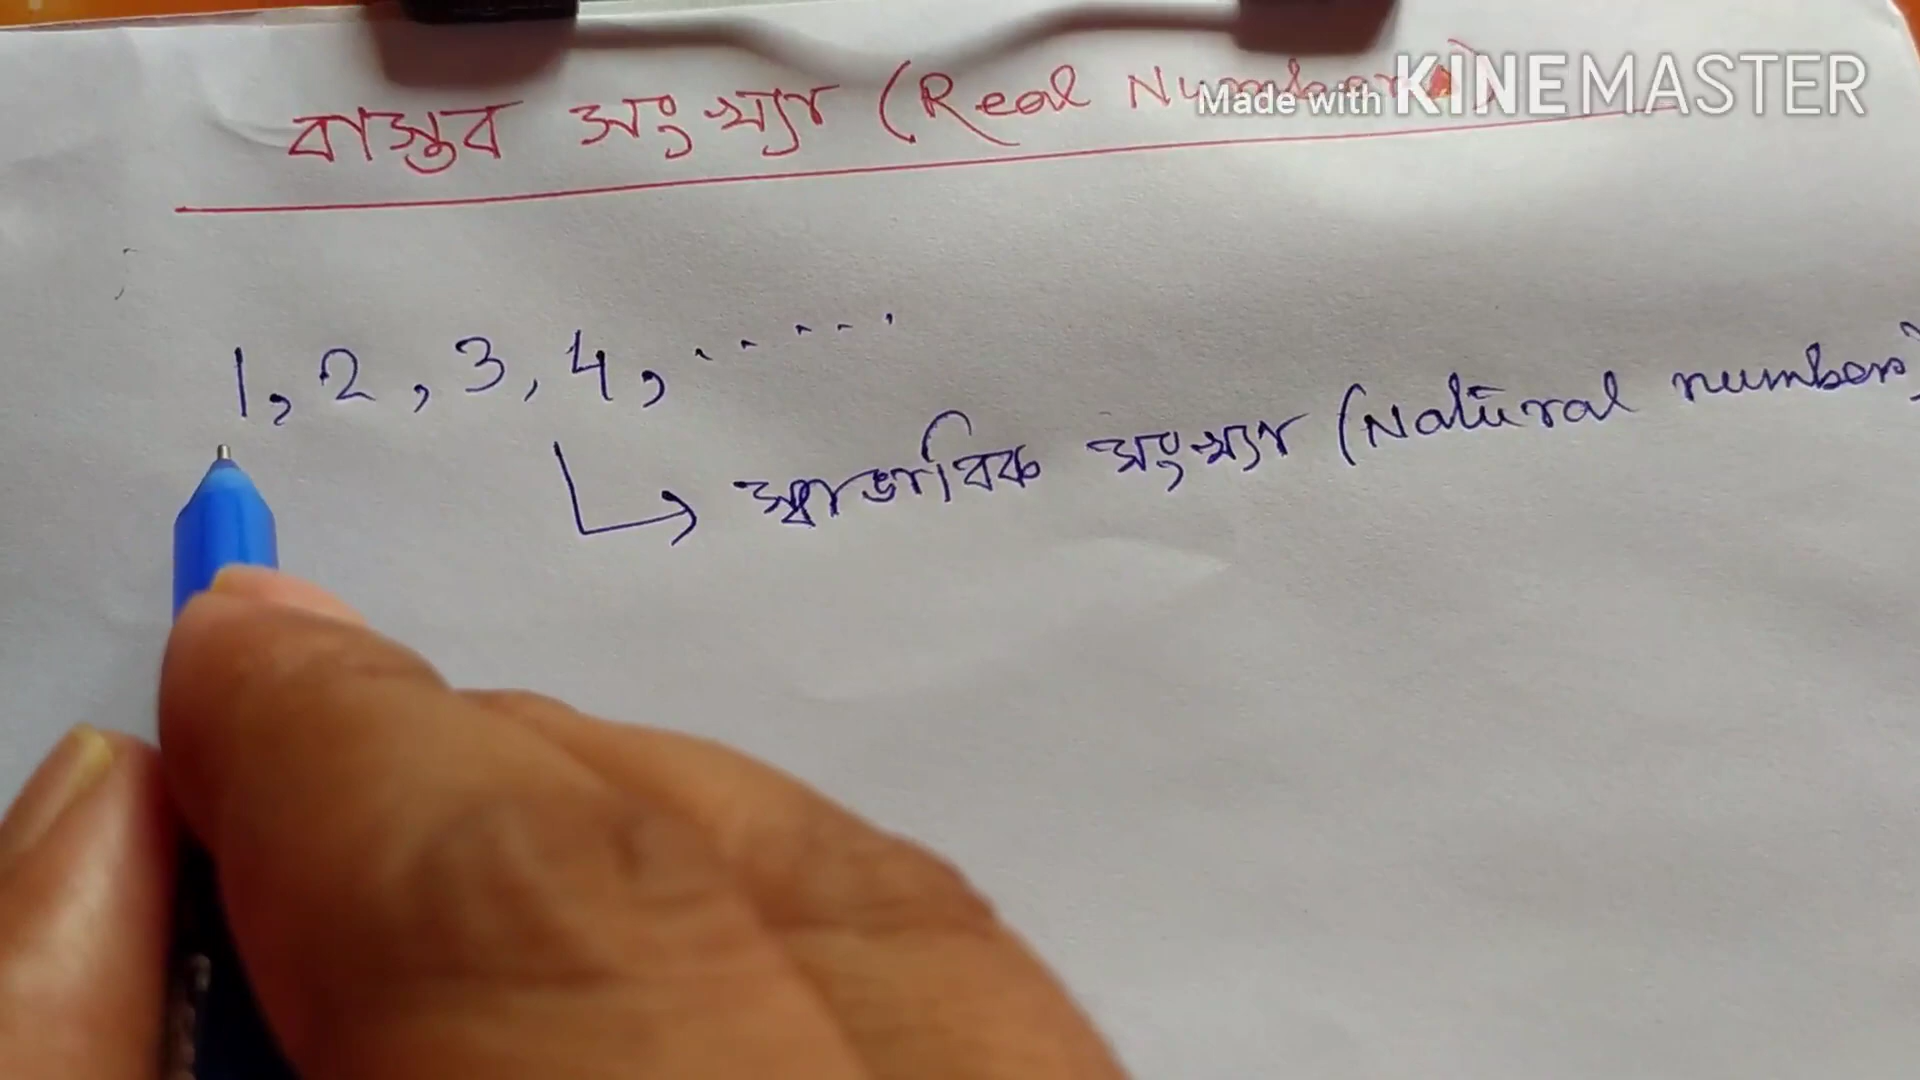 বাস্তব সংখ্যা (Real Numbers)
Made with KINEMASTER
1, 2, 3, 4, ........
স্বাভাবিক সংখ্যা (Natural numbers)